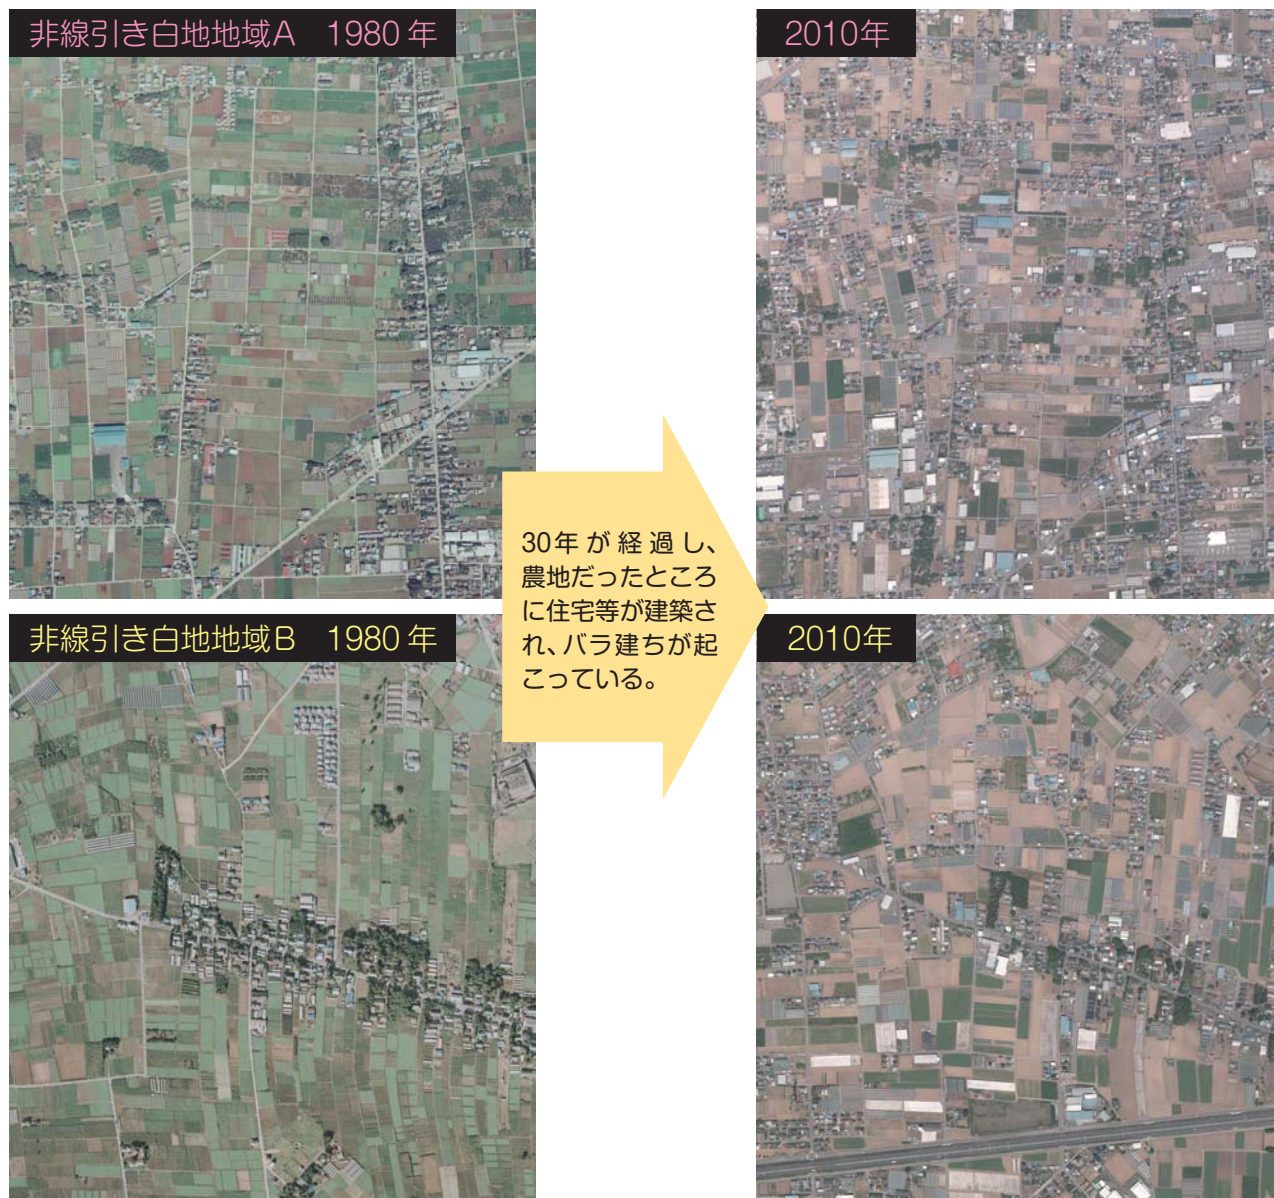 非線引き白地地域A 1980年
2010年
30年が経過し、
農地だったところ
に住宅等が建築さ
れ、バラ建ちが起
こっている。
非線引き白地地域B 1980年
2010年